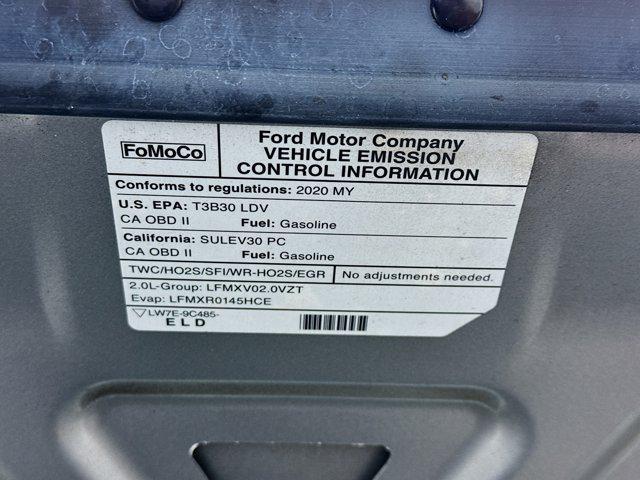 FoMoCo
Ford Motor Company
VEHICLE EMISSION
CONTROL INFORMATION
Conforms to regulations: 2020 MY
U.S. EPA: T3B30 LDV
CA OBD II Fuel: Gasoline
California: SULEV30 PC
CA OBD II Fuel: Gasoline
TWC/HO2S/SFI/WR-HO2S/EGR No adjustments needed.
2.0L-Group: LFMXV02.0VZT
Evap: LFMXR0145HCE
LW7E-9C485-
E L D